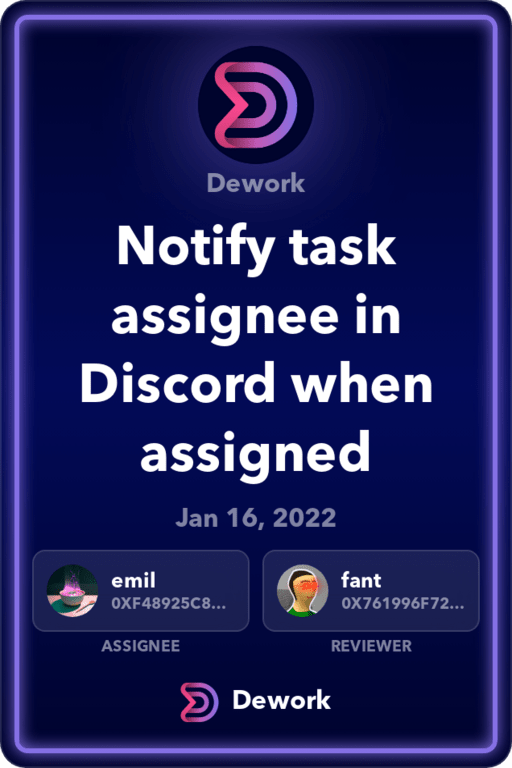 Dework
Notify task
assignee in
Discord when
assigned
Jan 16, 2022
emil
0XF48925C8...
ASSIGNEE
fant
0X761996F72...
REVIEWER
Dework